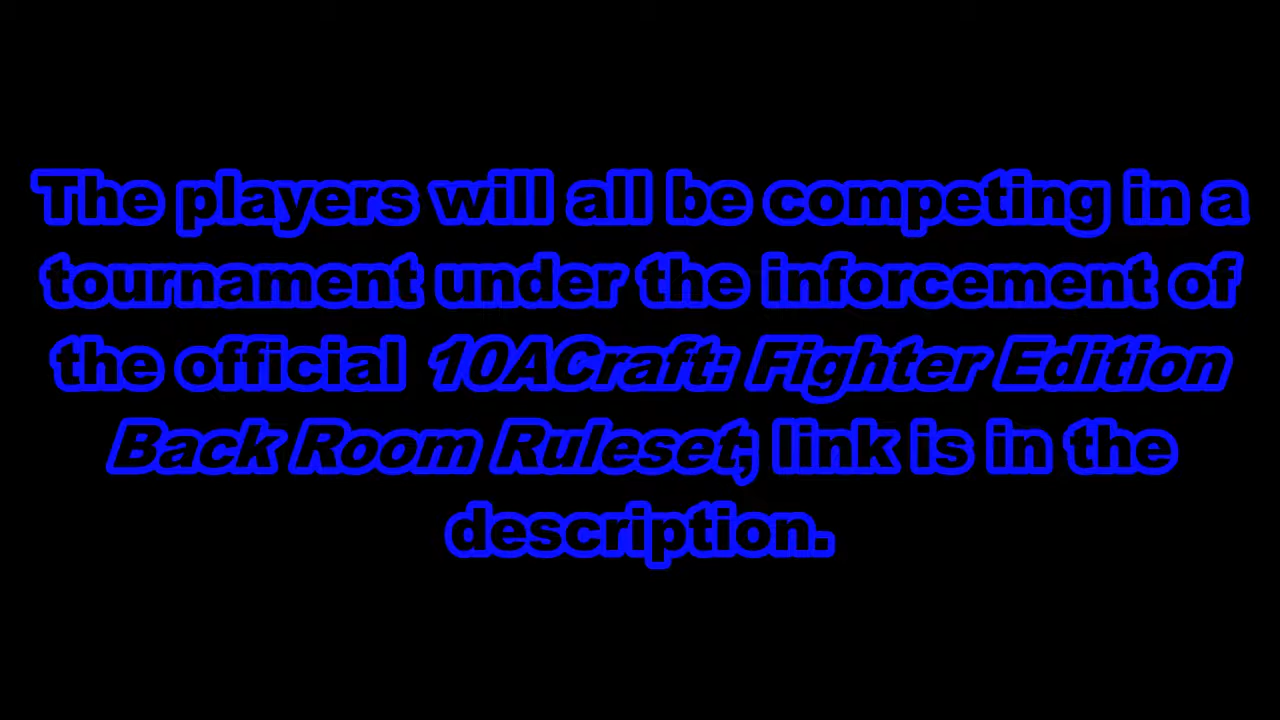 The players will all be competing in a
tournament under the inforcement of
the official 10ACraft: Fighter Edition
Back Room Ruleset; link is in the
description.